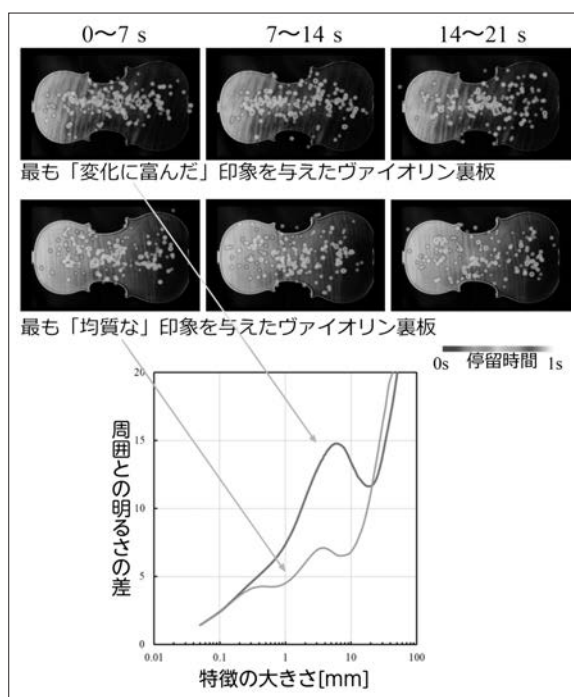 0〜7 s 7〜14 s 14〜21 s
最も「変化に富んだ」印象を与えたヴァイオリン裏板
最も「均質な」印象を与えたヴァイオリン裏板
0s 停留時間 1s
周囲との明るさの差
20
15
10
5
0
0.01 0.1 1 10 100
特徴の大きさ[mm]